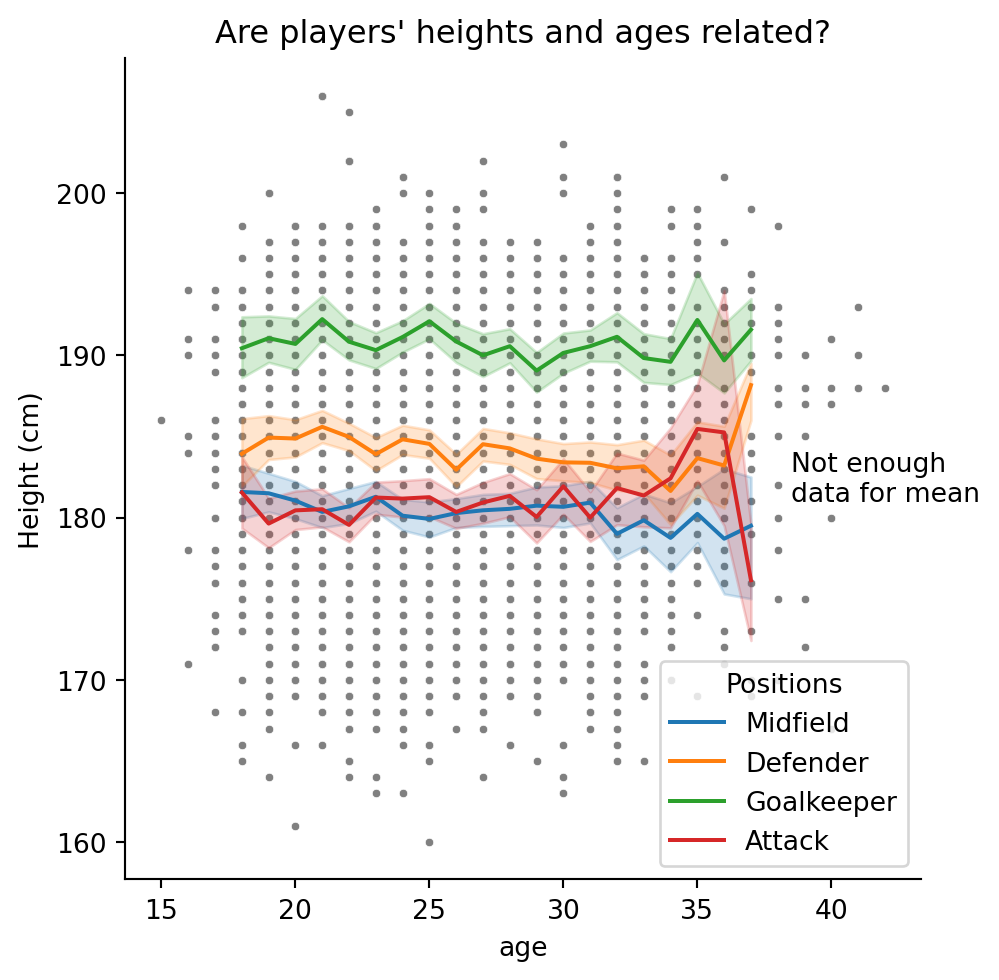 Are players' heights and ages related?
Height (cm)
200
190
180
170
160
Not enough
data for mean
Positions
Midfield
Defender
Goalkeeper
Attack
15 20 25 30 35 40
age